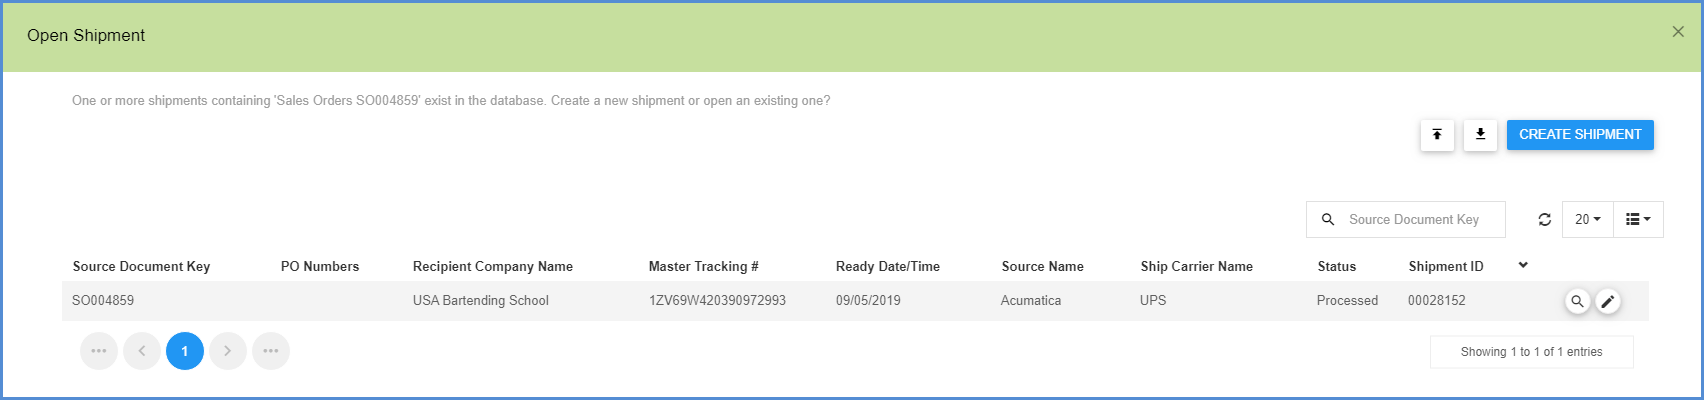 Open Shipment
One or more shipments containing 'Sales Orders SO004859' exist in the database. Create a new shipment or open an existing one?
CREATE SHIPMENT
Source Document Key 20
Source Document Key PO Numbers Recipient Company Name Master Tracking # Ready Date/Time Source Name Ship Carrier Name Status Shipment ID
SO004859 USA Bartending School 1ZV69W420390972993 09/05/2019 Acumatica UPS Processed 00028152
1 Showing 1 to 1 of 1 entries